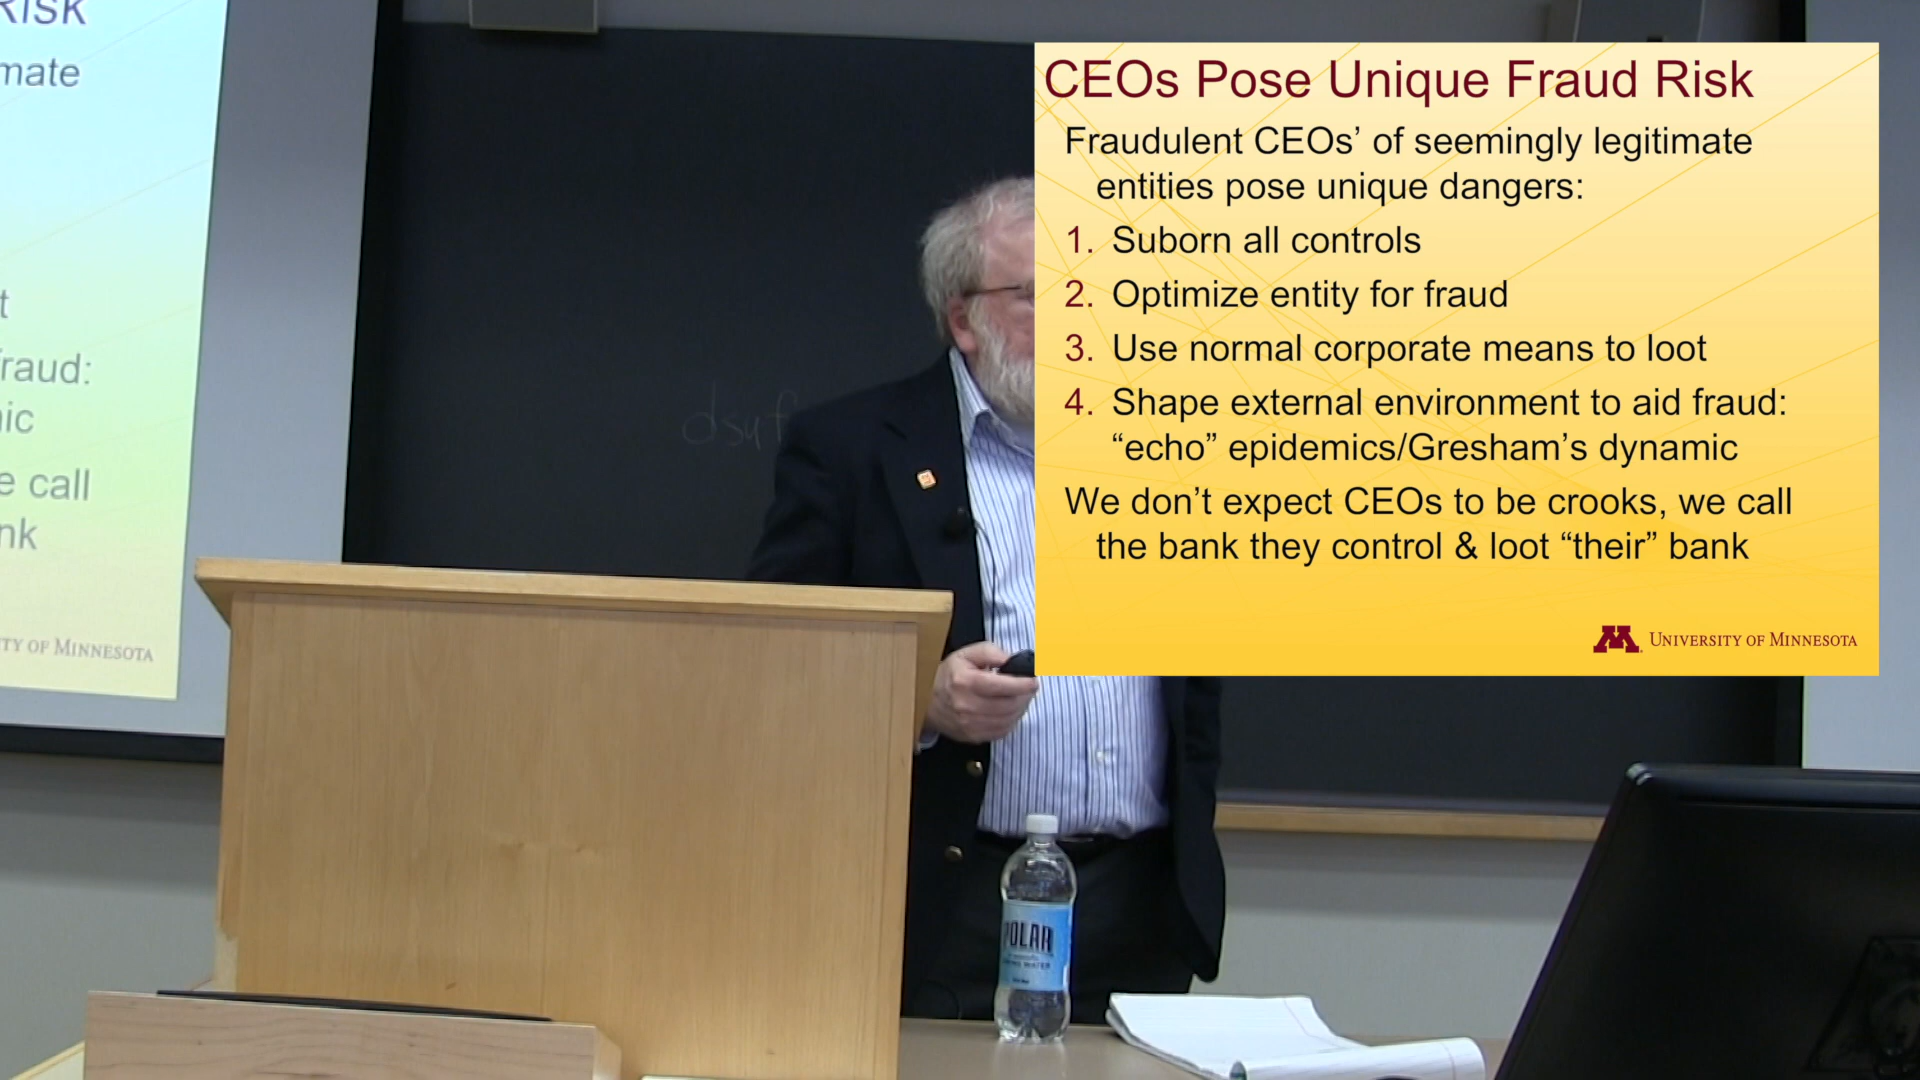 RISK
mate
t
fraud:
ic
e call
nk
TY OF MINNESOTA
CEOs Pose Unique Fraud Risk
Fraudulent CEOs’ of seemingly legitimate
entities pose unique dangers:
1. Suborn all controls
2. Optimize entity for fraud
3. Use normal corporate means to loot
4. Shape external environment to aid fraud:
“echo” epidemics/Gresham’s dynamic
We don’t expect CEOs to be crooks, we call
the bank they control & loot “their” bank
M
UNIVERSITY OF MINNESOTA
POLAR